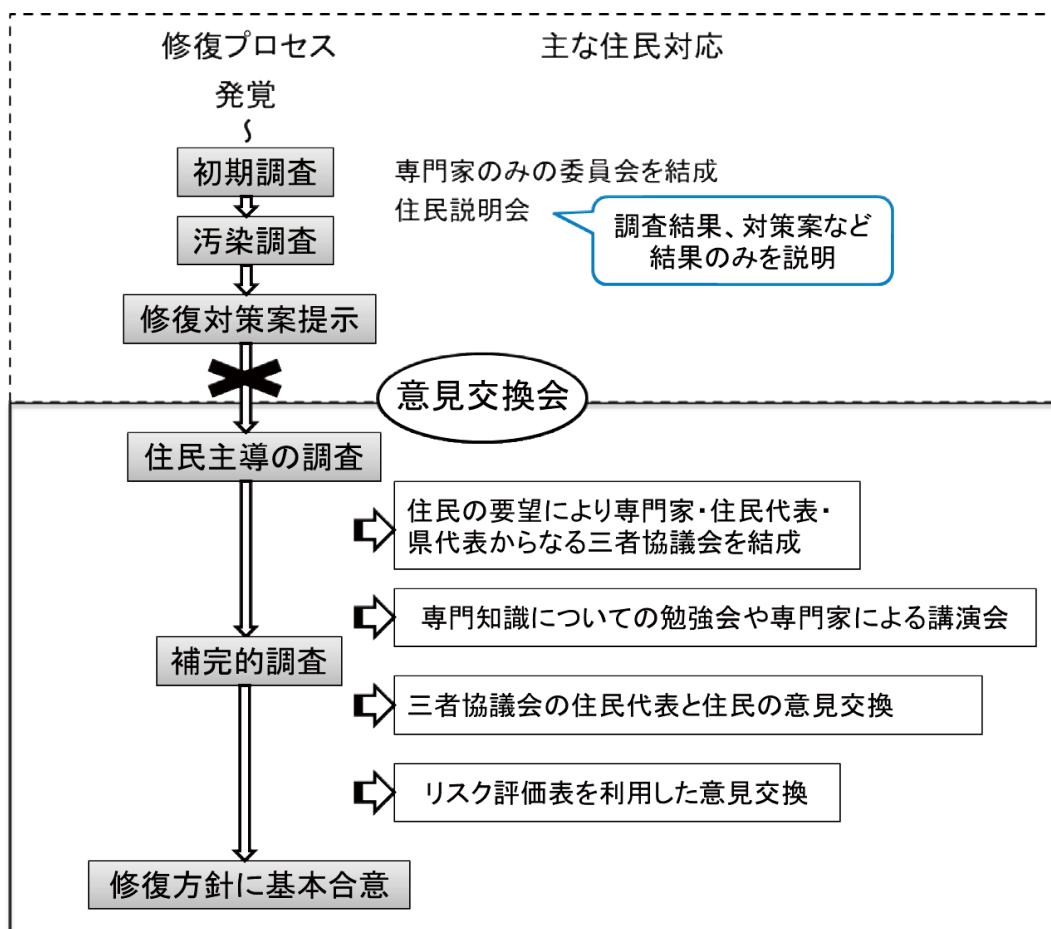 修復プロセス
主な住民対応
発覚
~
初期調査
専門家のみの委員会を結成
住民説明会
調査結果、対策案など
結果のみを説明
汚染調査
修復対策案提示
意見交換会
住民主導の調査
住民の要望により専門家・住民代表・
県代表からなる三者協議会を結成
専門知識についての勉強会や専門家による講演会
補完的調査
三者協議会の住民代表と住民の意見交換
リスク評価表を利用した意見交換
修復方針に基本合意